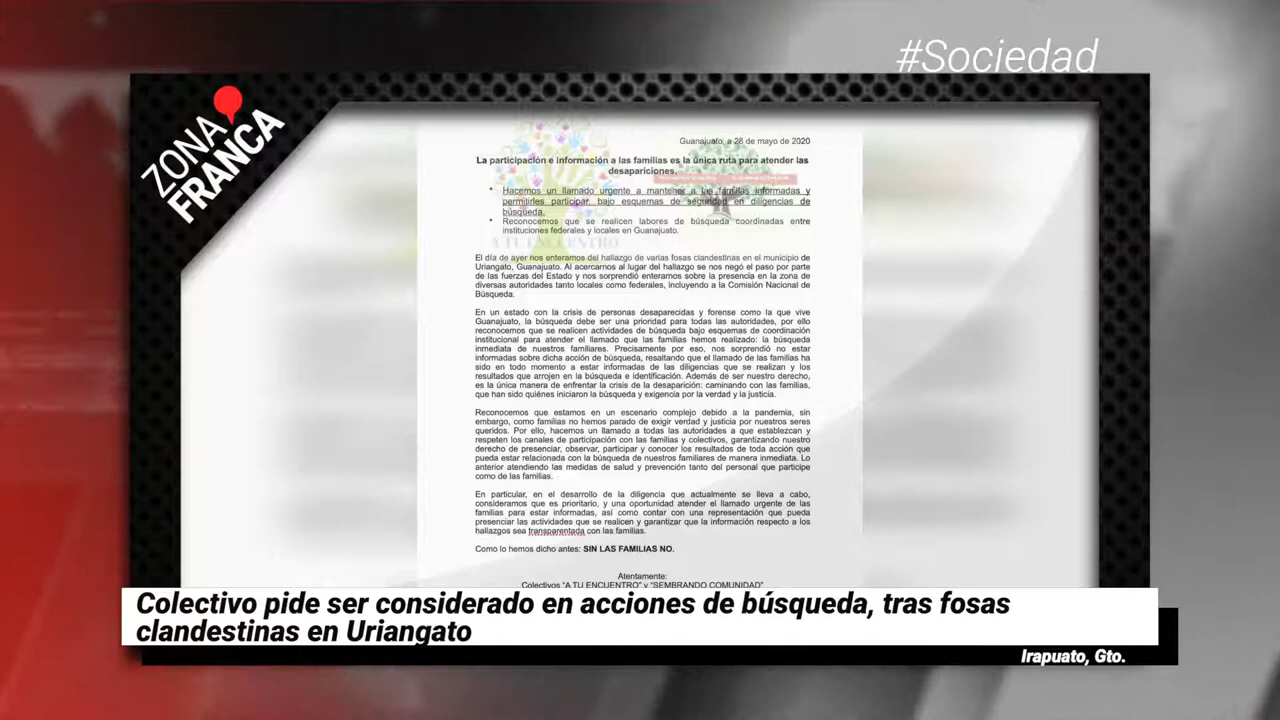 #Sociedad
ZONA
FRANCA
Guanajuato, a 28 de mayo de 2020
La participación e información a las familias es la única ruta para atender las
desapariciones.
* Hacemos un llamado urgente a mantener a las familias informadas y
permitirles participar, bajo esquemas de seguridad en diligencias de
búsqueda.
* Reconocemos que se realicen labores de búsqueda coordinadas entre
instituciones federales y locales en Guanajuato.
A TU ENCUENTRO
El día de ayer nos enteramos del hallazgo de varias fosas clandestinas en el municipio de
Uriangato, Guanajuato. Al acercarnos al lugar del hallazgo se nos negó el paso por parte
de las fuerzas del Estado y nos sorprendió enterarnos sobre la presencia en la zona de
diversas autoridades tanto locales como federales, incluyendo a la Comisión Nacional de
Búsqueda.
En un estado con la crisis de personas desaparecidas y forense como la que vive
Guanajuato, la búsqueda debe ser una prioridad para todas las autoridades, por ello
reconocemos que se realicen actividades de búsqueda bajo esquemas de coordinación
institucional para atender el llamado que las familias hemos realizado: la búsqueda
inmediata de nuestros familiares. Precisamente por eso, nos sorprendió no estar
informadas sobre dicha acción de búsqueda, resaltando que el llamado de las familias ha
sido en todo momento a estar informadas de las diligencias que se realizan y los
resultados que arrojen en la búsqueda e identificación. Además de ser nuestro derecho,
es la única manera de enfrentar la crisis de la desaparición: caminando con las familias,
que han sido quiénes iniciaron la búsqueda y exigencia por la verdad y la justicia.
Reconocemos que estamos en un escenario complejo debido a la pandemia, sin
embargo, como familias no hemos parado de exigir verdad y justicia por nuestros seres
queridos. Por ello, hacemos un llamado a todas las autoridades a que establezcan y
respeten los canales de participación con las familias y colectivos, garantizando nuestro
derecho de presenciar, observar, participar y conocer los resultados de toda acción que
pueda estar relacionada con la búsqueda de nuestros familiares de manera inmediata. Lo
anterior atendiendo las medidas de salud y prevención tanto del personal que participe
como de las familias.
En particular, en el desarrollo de la diligencia que actualmente se lleva a cabo,
consideramos que es prioritario, y una oportunidad atender el llamado urgente de las
familias para estar informadas, así como contar con una representación que pueda
presenciar las actividades que se realicen y garantizar que la información respecto a los
hallazgos sea transparentada con las familias.
Como lo hemos dicho antes: SIN LAS FAMILIAS NO.
Atentamente:
Colectivos "A TU ENCUENTRO" y "SEMBRANDO COMUNIDAD"
Colectivo pide ser considerado en acciones de búsqueda, tras fosas
clandestinas en Uriangato
Irapuato, Gto.